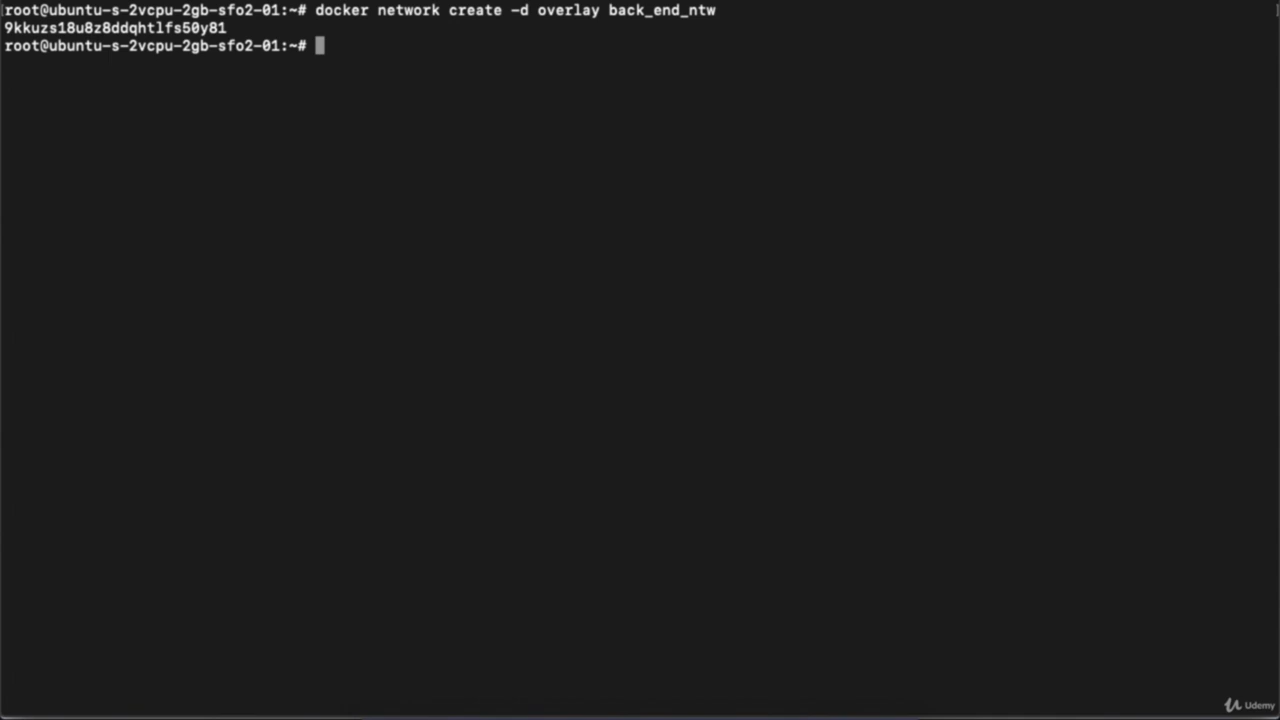 root@ubuntu-s-2vcpu-2gb-sfo2-01:~# docker network create -d overlay back_end_ntw
9kkuzs18u8z8ddqhtlfs50y81
root@ubuntu-s-2vcpu-2gb-sfo2-01:~#
Udemy